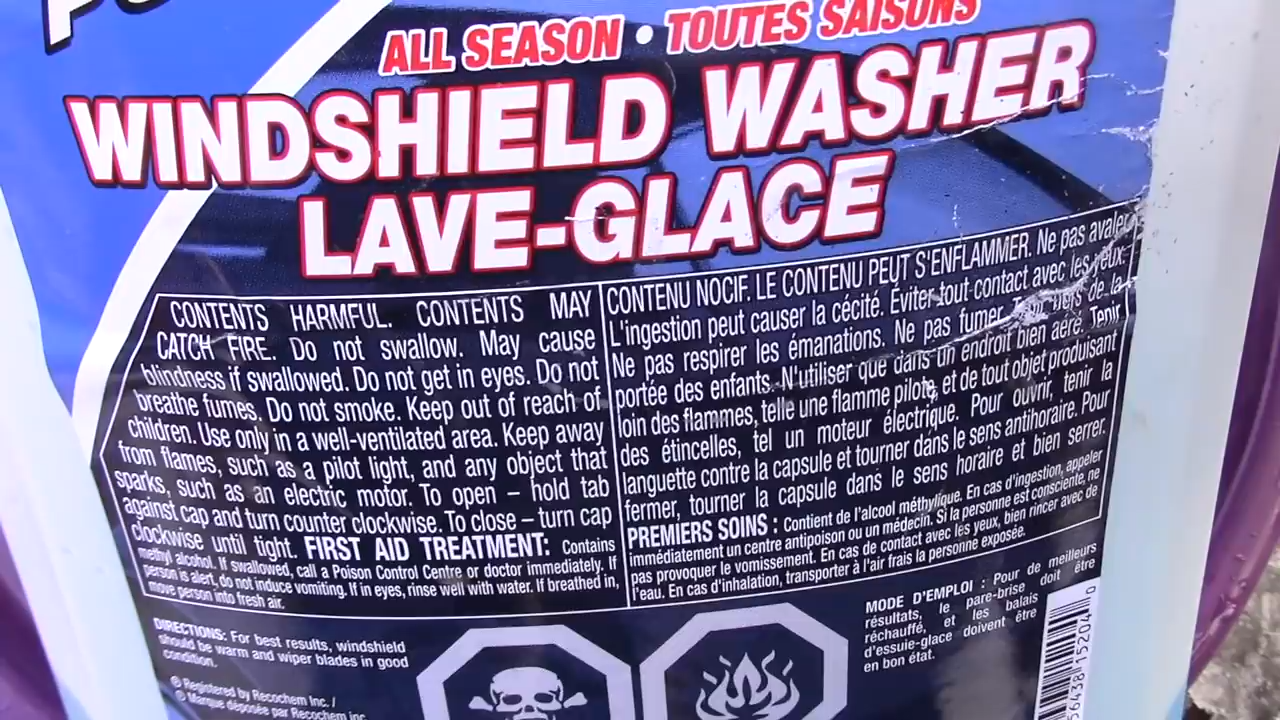 ALL SEASON • TOUTES SAISONS
WINDSHIELD WASHER
LAVE-GLACE
CONTENTS HARMFUL. CONTENTS MAY
CATCH FIRE. Do not swallow. May cause
blindness if swallowed. Do not get in eyes. Do not
breathe fumes. Do not smoke. Keep out of reach of
children. Use only in a well-ventilated area. Keep away
from flames, such as a pilot light, and any object that
sparks, such as an electric motor. To open – hold tab
against cap and turn counter clockwise. To close – turn cap
clockwise until tight. FIRST AID TREATMENT: Contains
methyl alcohol. If swallowed, call a Poison Control Centre or doctor immediately. If
person is alert, do not induce vomiting. If in eyes, rinse well with water. If breathed in,
move person into fresh air.
CONTENU NOCIF. LE CONTENU PEUT S'ENFLAMMER. Ne pas avaler.
L'ingestion peut causer la cécité. Éviter tout contact avec les yeux.
Ne pas respirer les émanations. Ne pas fumer. de la
portée des enfants. N'utiliser que dans un endroit bien aéré. Tenir
loin des flammes, telle une flamme pilote, et de tout objet produisant
des étincelles, tel un moteur électrique. Pour ouvrir, tenir la
languette contre la capsule et tourner dans le sens antihoraire. Pour
fermer, tourner la capsule dans le sens horaire et bien serrer.
PREMIERS SOINS : Contient de l'alcool méthylique. En cas d'ingestion, appeler
immédiatement un centre antipoison ou un médecin. Si la personne est consciente, ne
pas provoquer le vomissement. En cas de contact avec les yeux, bien rincer avec de
l'eau. En cas d'inhalation, transporter à l'air frais la personne exposée.
DIRECTIONS: For best results, windshield
should be warm and wiper blades in good
condition.
® Registered by Recochem Inc. /
® Marque déposée par Recochem Inc.
MODE D'EMPLOI : Pour de meilleurs
résultats, le pare-brise doit être
réchauffé, et les balais
d'essuie-glace doivent être
en bon état.
56438 15204 0